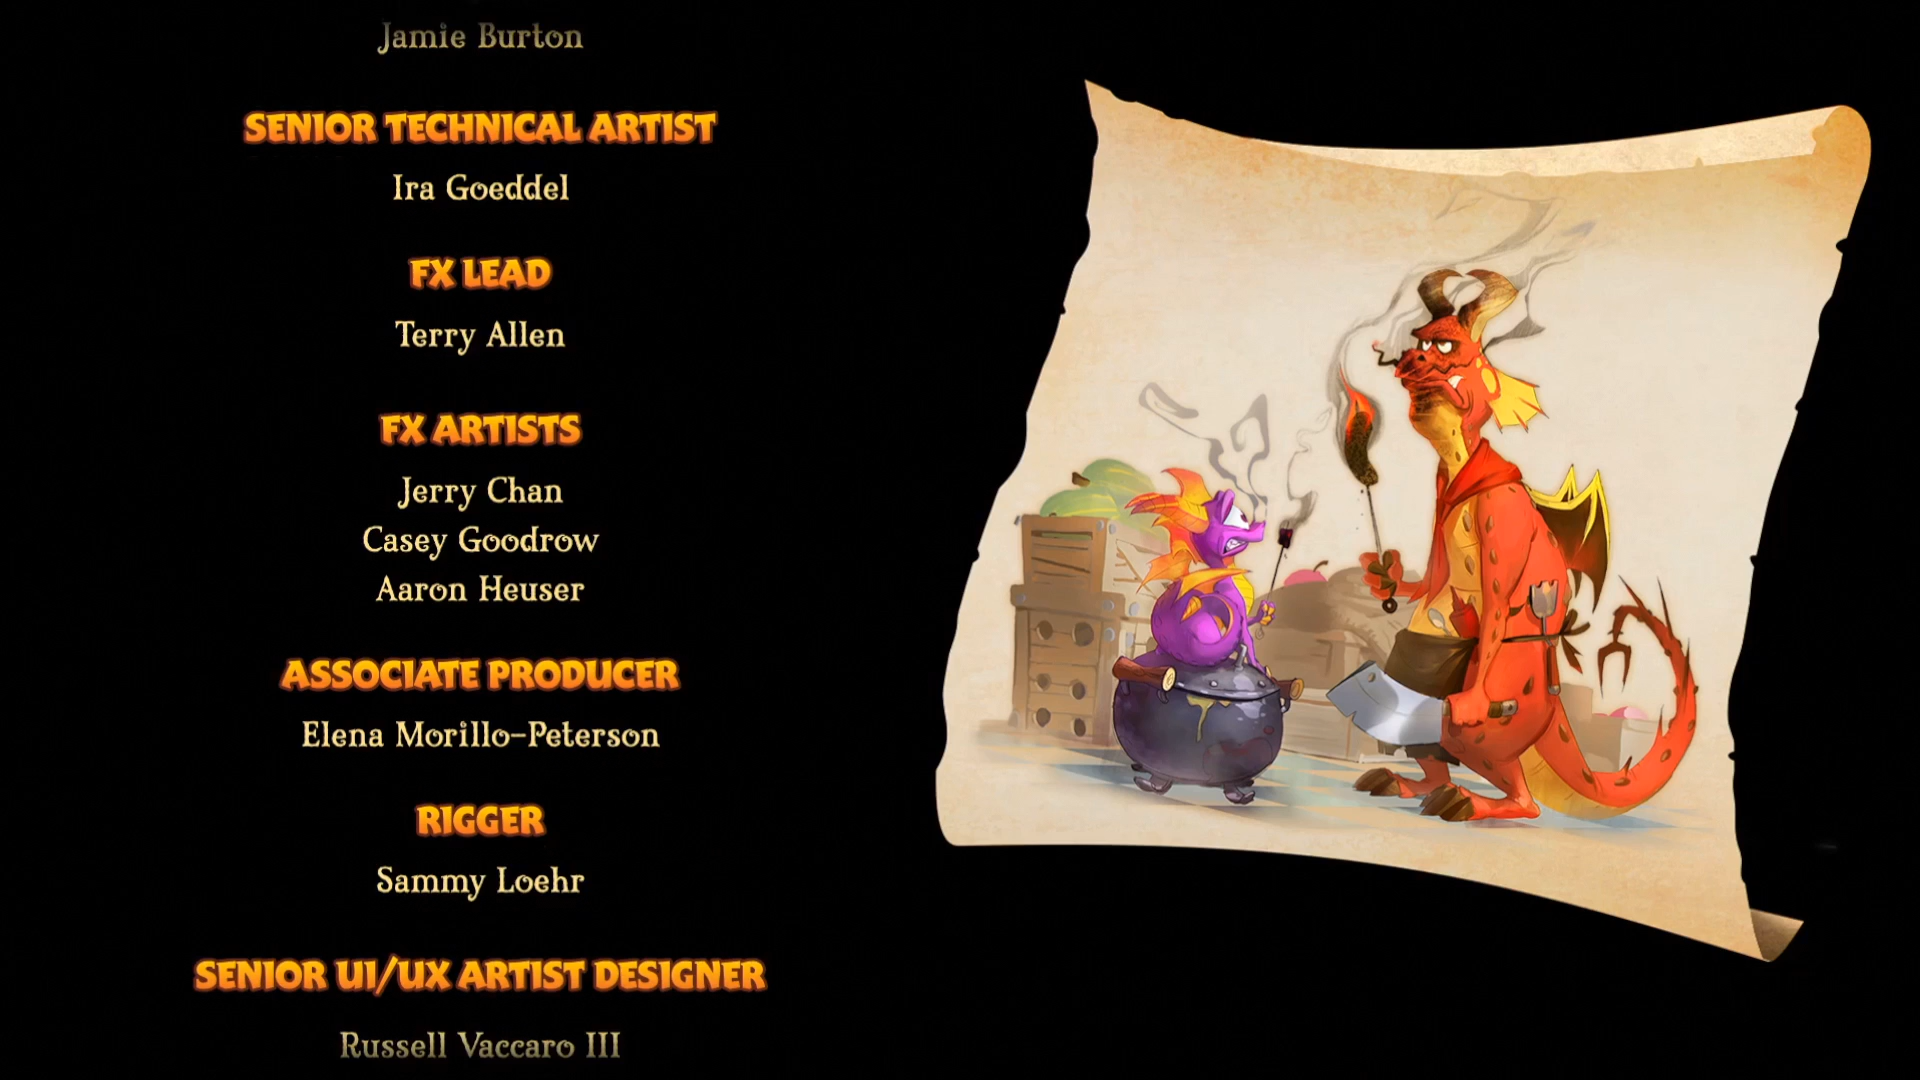 Jamie Burton
SENIOR TECHNICAL ARTIST
Ira Goeddel
FX LEAD
Terry Allen
FX ARTISTS
Jerry Chan
Casey Goodrow
Aaron Heuser
ASSOCIATE PRODUCER
Elena Morillo-Peterson
RIGGER
Sammy Loehr
SENIOR UI/UX ARTIST DESIGNER
Russell Vaccaro III